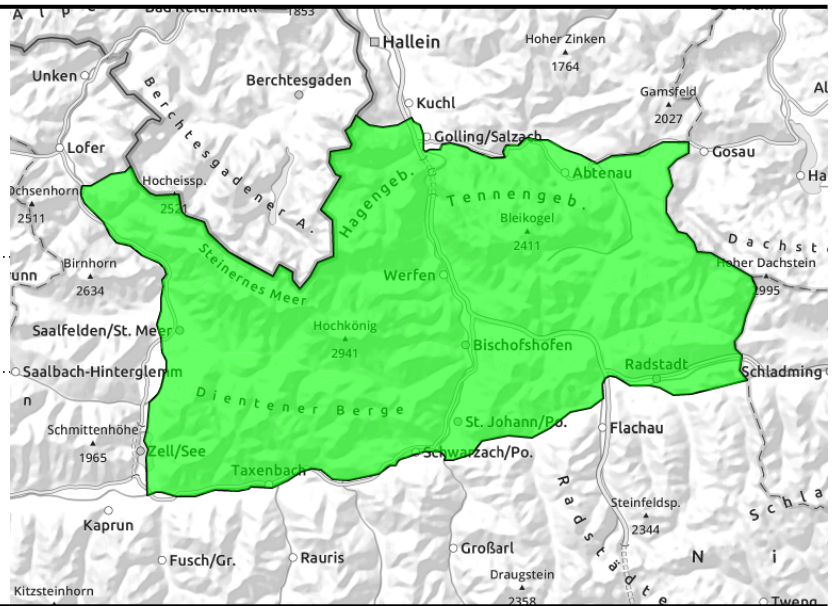 Bad Reichenhall
1853
Hallein
Hoher Zinken
1764
Unken
Berchtesgaden
Gamsfeld
2027
Kuchl
Golling/Salzach
Lofer
Berchtesgadener A.
Gosau
Abtenau
Hocheissp.
2521
Ochsenhorn
2511
Hagengeb.
Tennengeb.
Bleikogel
2411
Dachst
Hoher Dachstein
2995
Steinernes Meer
Birnhorn
2634
Werfen
Saalfelden/St. Meer
Hochkönig
2941
Bischofshofen
Radstadt
Schladming
Saalbach-Hinterglemm
n
Dientener Berge
Schmittenhöhe
1965
St. Johann/Po.
Flachau
Zell/See
Schwarzach/Po.
Taxenbach
Kaprun
Radstädte
Steinfeldsp.
2344
Schla
Fusch/Gr.
Rauris
Großarl
N i
Draugstein
2358
Kitzsteinhorn
Tweng